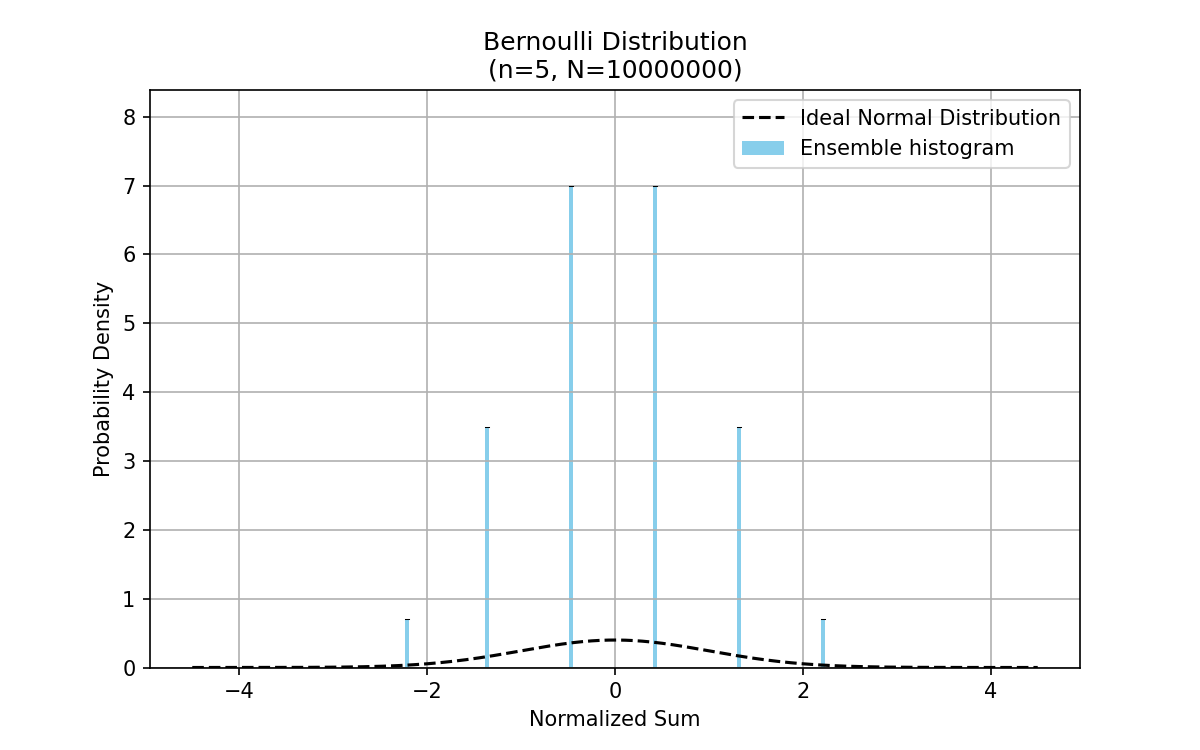 Bernoulli Distribution
(n=5, N=10000000)
Ideal Normal Distribution
Ensemble histogram
Probability Density
8
7
6
5
4
3
2
1
0
−4
−2
0
2
4
Normalized Sum